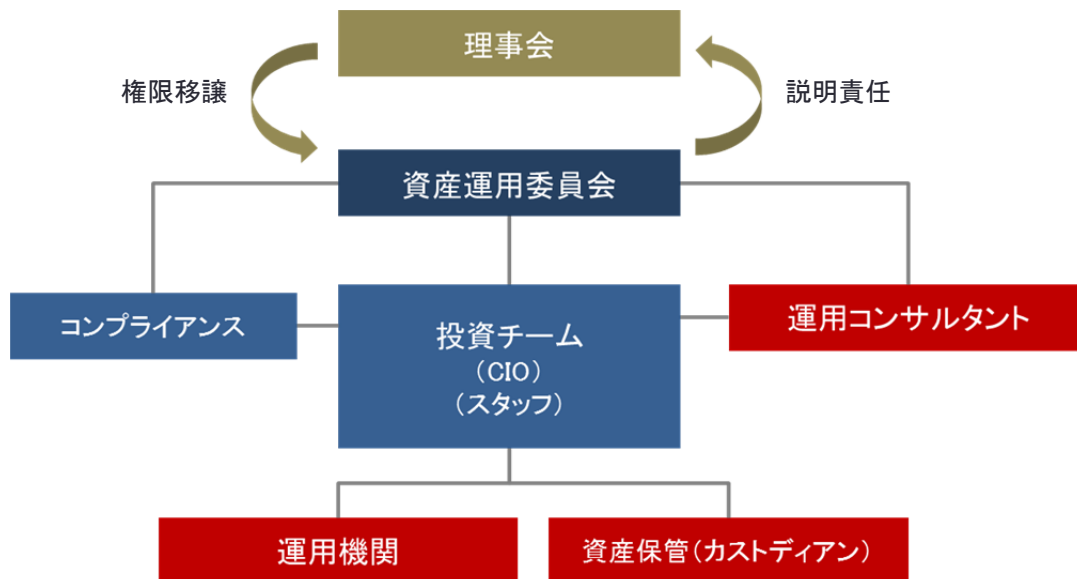 理事会
権限移譲
説明責任
資産運用委員会
コンプライアンス
投資チーム
（CIO）
（スタッフ）
運用コンサルタント
運用機関
資産保管（カストディアン）